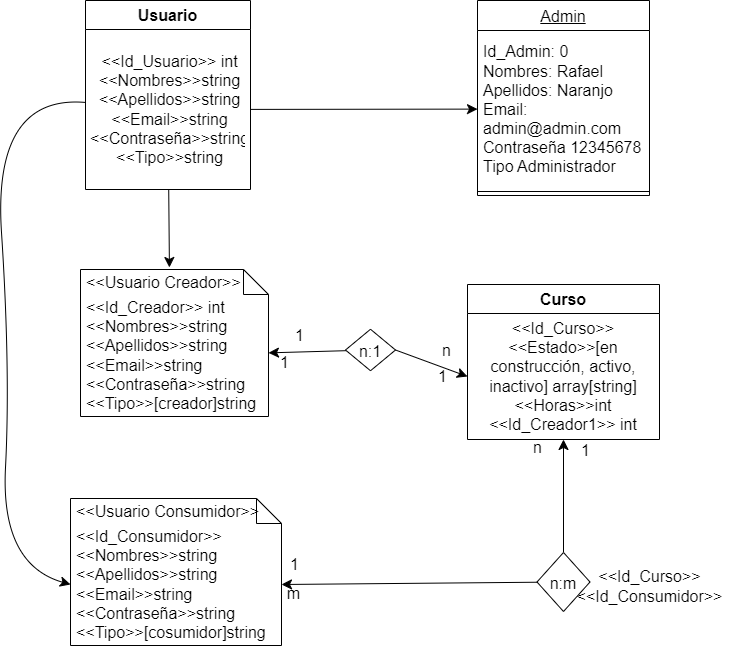 Usuario
<<Id_Usuario>> int
<<Nombres>>string
<<Apellidos>>string
<<Email>>string
<<Contraseña>>string
<<Tipo>>string
Admin
Id_Admin: 0
Nombres: Rafael
Apellidos: Naranjo
Email:
admin@admin.com
Contraseña 12345678
Tipo Administrador
<<Usuario Creador>>
<<Id_Creador>> int
<<Nombres>>string
<<Apellidos>>string
<<Email>>string
<<Contraseña>>string
<<Tipo>>[creador]string
1
1
n:1
n
1
Curso
<<Id_Curso>>
<<Estado>>[en
construcción, activo,
inactivo] array[string]
<<Horas>>int
<<Id_Creador1>> int
n
1
<<Usuario Consumidor>>
<<Id_Consumidor>>
<<Nombres>>string
<<Apellidos>>string
<<Email>>string
<<Contraseña>>string
<<Tipo>>[cosumidor]string
1
m
n:m
<<Id_Curso>>
<<Id_Consumidor>>